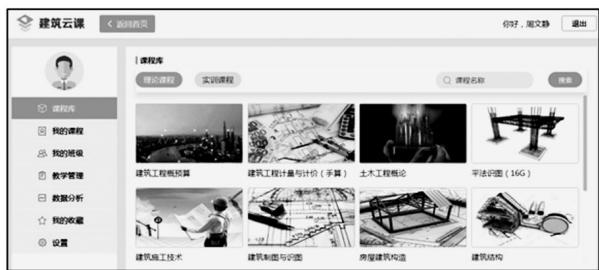 建筑云课 < 返回首页 你好，周文静 退出
课程库
理论课程 实训课程 课程名称 搜索
课程库
我的课程
我的班级
教学管理
数据分析
我的收藏
设置
建筑工程概预算 建筑工程计量与计价（手算） 土木工程概论 平法识图（16G）
建筑施工技术 建筑制图与识图 房屋建筑构造 建筑结构